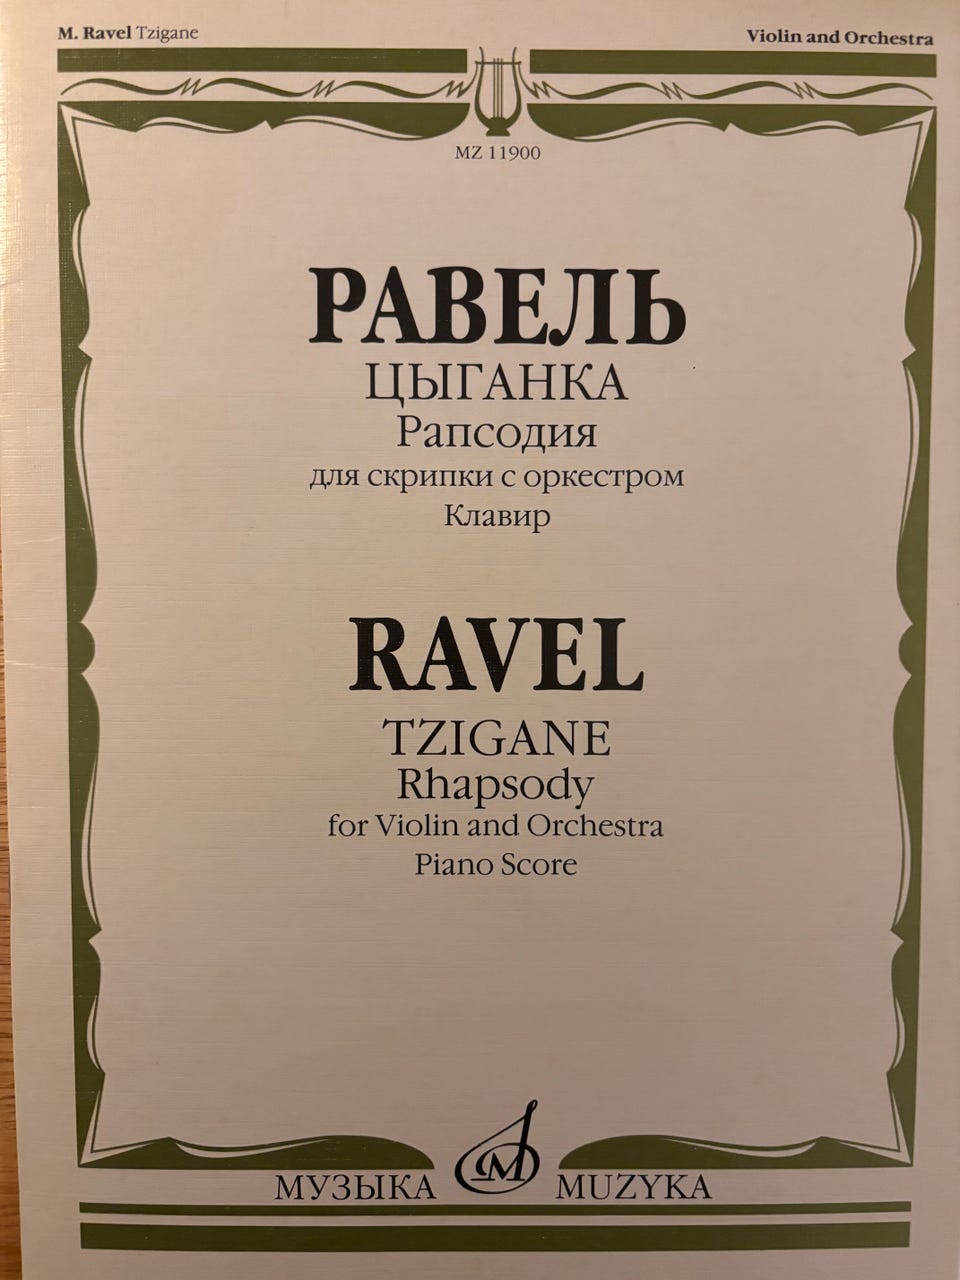 M. Ravel Tzigane
Violin and Orchestra
MZ 11900
РАВЕЛЬ
ЦЫГАНКА
Рапсодия
для скрипки с оркестром
Клавир
RAVEL
TZIGANE
Rhapsody
for Violin and Orchestra
Piano Score
МУЗЫКА М MUZYKA